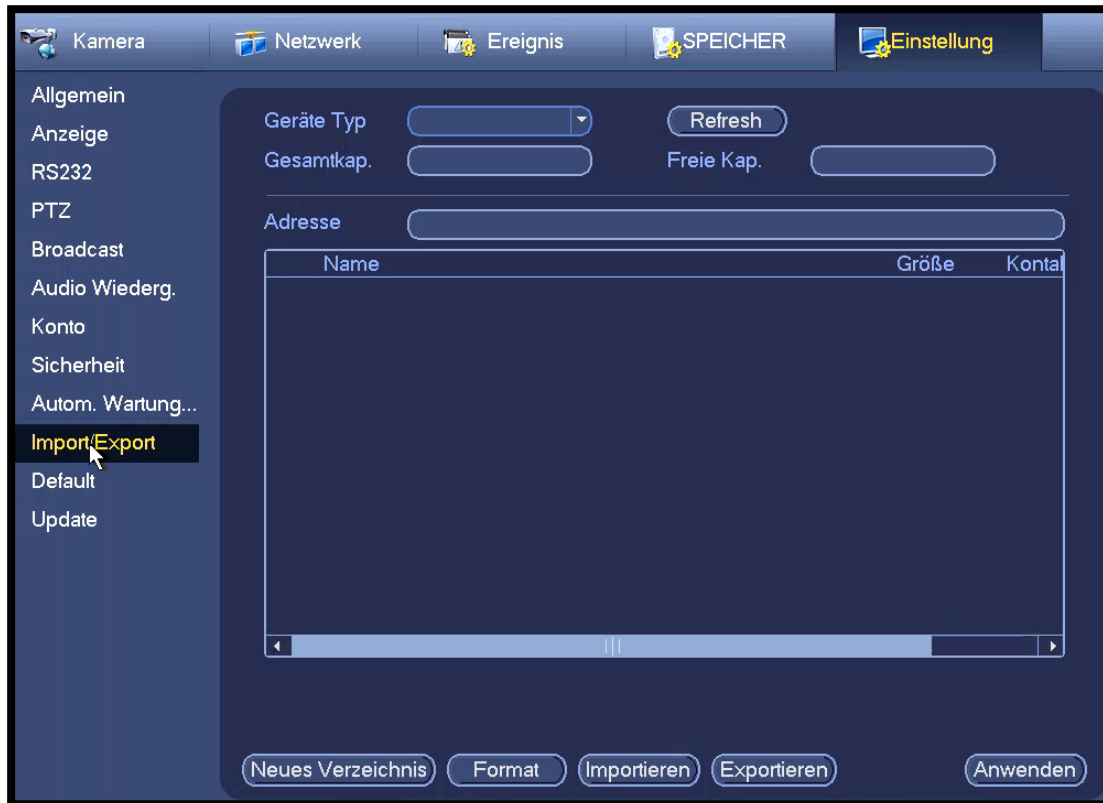 Kamera Netzwerk Ereignis SPEICHER Einstellung
Allgemein
Anzeige
RS232
PTZ
Broadcast
Audio Wiederg.
Konto
Sicherheit
Autom. Wartung...
Import/Export
Default
Update
Geräte Typ Refresh
Gesamtkap. Freie Kap.
Adresse
Name Größe Kontal
Neues Verzeichnis Format Importieren Exportieren Anwenden